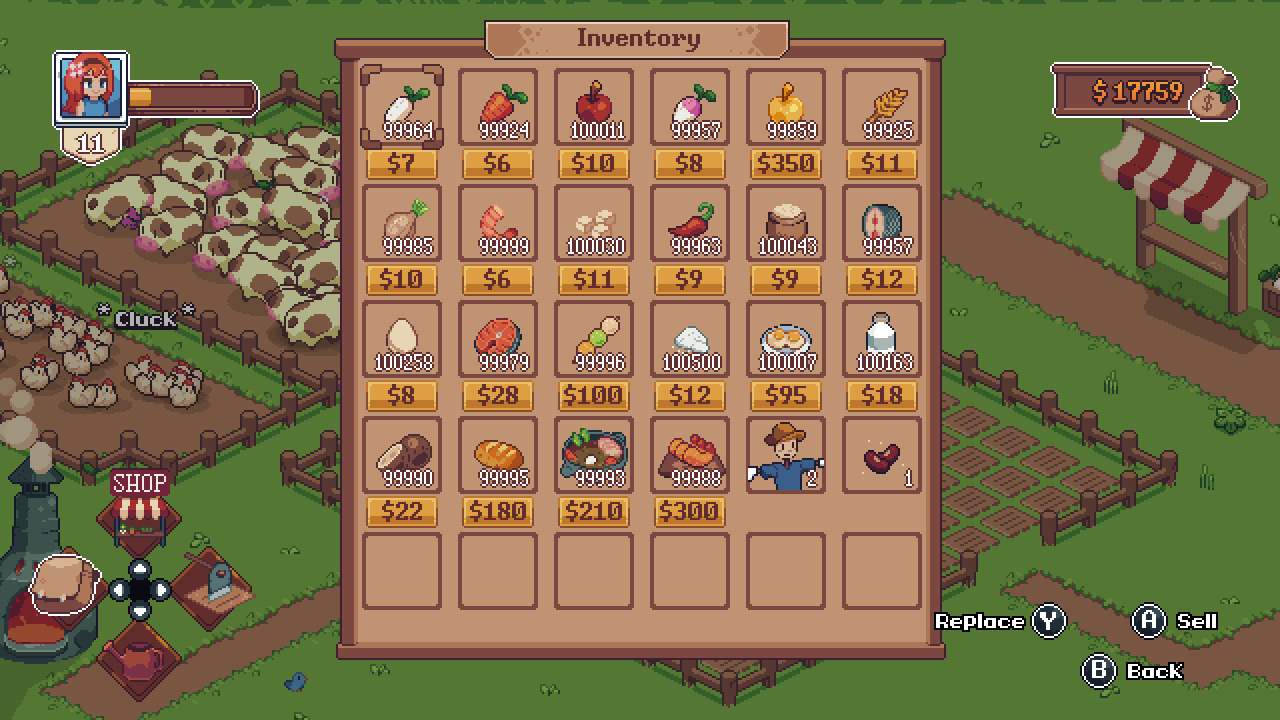 Inventory
11
$ 17759
99964 99924 100011 99957 99859 99925
$7 $6 $10 $8 $350 $11
99985 99999 100030 99963 100043 99957
$10 $6 $11 $9 $9 $12
*Cluck*
100258 99979 99996 100500 100007 100163
$8 $28 $100 $12 $95 $18
99990 99995 99993 99988 2 1
SHOP
$22 $180 $210 $300
Replace Y A Sell
B Back